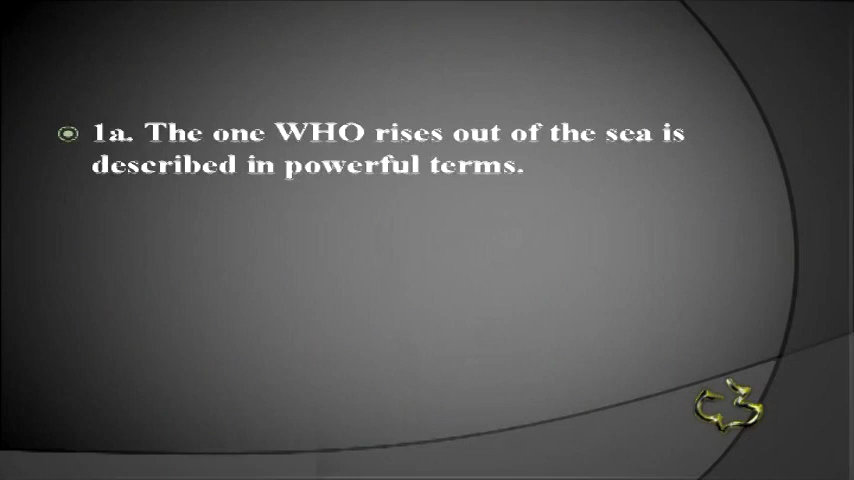 1a. The one WHO rises out of the sea is
described in powerful terms.